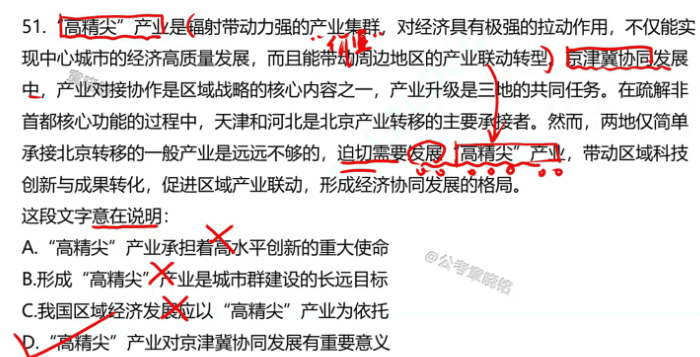 51. “高精尖”产业是辐射带动力强的产业集群，对经济具有极强的拉动作用，不仅能实
价值
现中心城市的经济高质量发展，而且能带动周边地区的产业联动转型，京津冀协同发展
中，产业对接协作是区域战略的核心内容之一，产业升级是三地的共同任务。在疏解非
首都核心功能的过程中，天津和河北是北京产业转移的主要承接者。然而，两地仅简单
承接北京转移的一般产业是远远不够的，迫切需要发展“高精尖”产业，带动区域科技
创新与成果转化，促进区域产业联动，形成经济协同发展的格局。
这段文字意在说明：
A.“高精尖”产业承担着高水平创新的重大使命
B.形成“高精尖”产业是城市群建设的长远目标
C.我国区域经济发展应以“高精尖”产业为依托
D.“高精尖”产业对京津冀协同发展有重要意义
@公考章晓铭